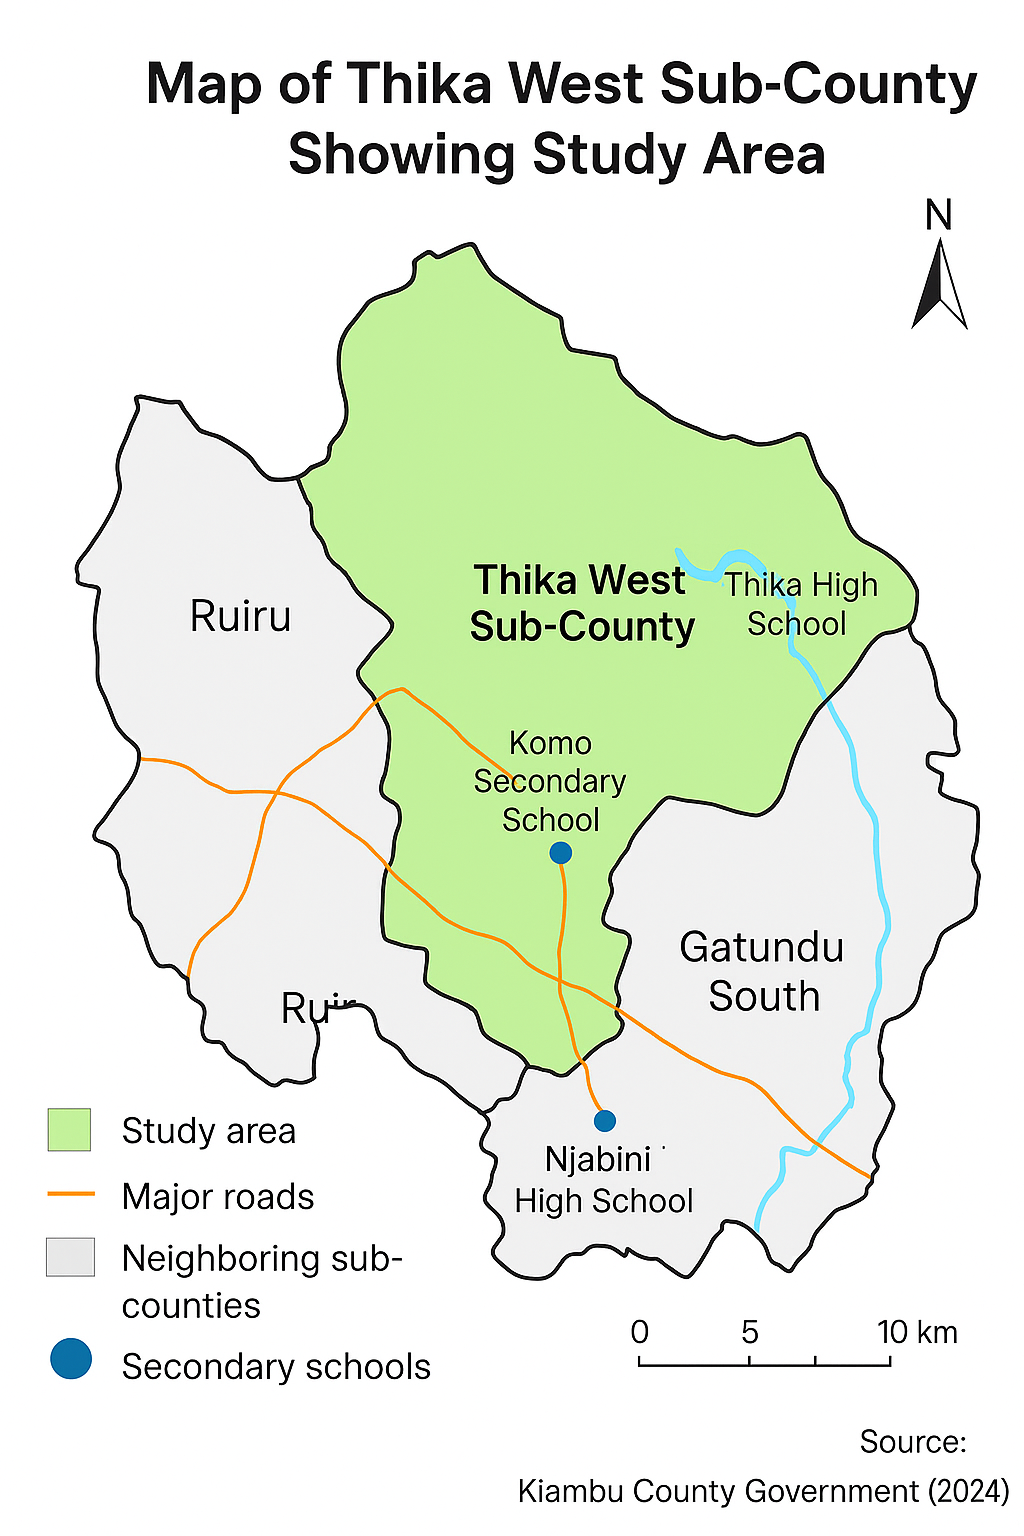 Map of Thika West Sub-County
Showing Study Area
N
Thika West
Sub-County
Thika High
School
Ruiru
Komo
Secondary
School
Gatundu
South
Ruir
Njabini
High School
Study area
Major roads
Neighboring sub-
counties
Secondary schools
0 5 10 km
Source:
Kiambu County Government (2024)